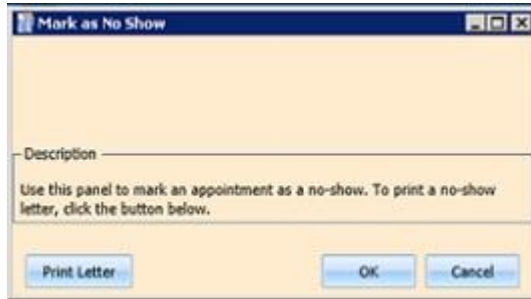 Mark as No Show
Description
Use this panel to mark an appointment as a no-show. To print a no-show
letter, click the button below.
Print Letter OK Cancel